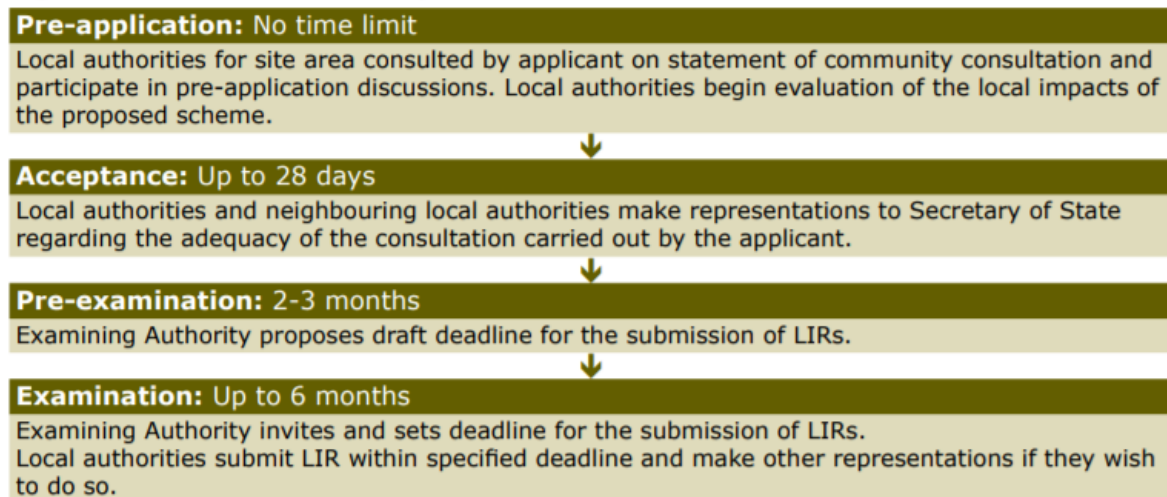 Pre-application: No time limit
Local authorities for site area consulted by applicant on statement of community consultation and
participate in pre-application discussions. Local authorities begin evaluation of the local impacts of
the proposed scheme.
Acceptance: Up to 28 days
Local authorities and neighbouring local authorities make representations to Secretary of State
regarding the adequacy of the consultation carried out by the applicant.
Pre-examination: 2-3 months
Examining Authority proposes draft deadline for the submission of LIRs.
Examination: Up to 6 months
Examining Authority invites and sets deadline for the submission of LIRs.
Local authorities submit LIR within specified deadline and make other representations if they wish
to do so.